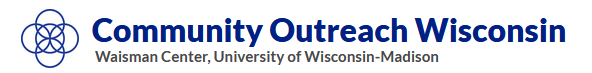 Community Outreach Wisconsin
Waisman Center, University of Wisconsin-Madison